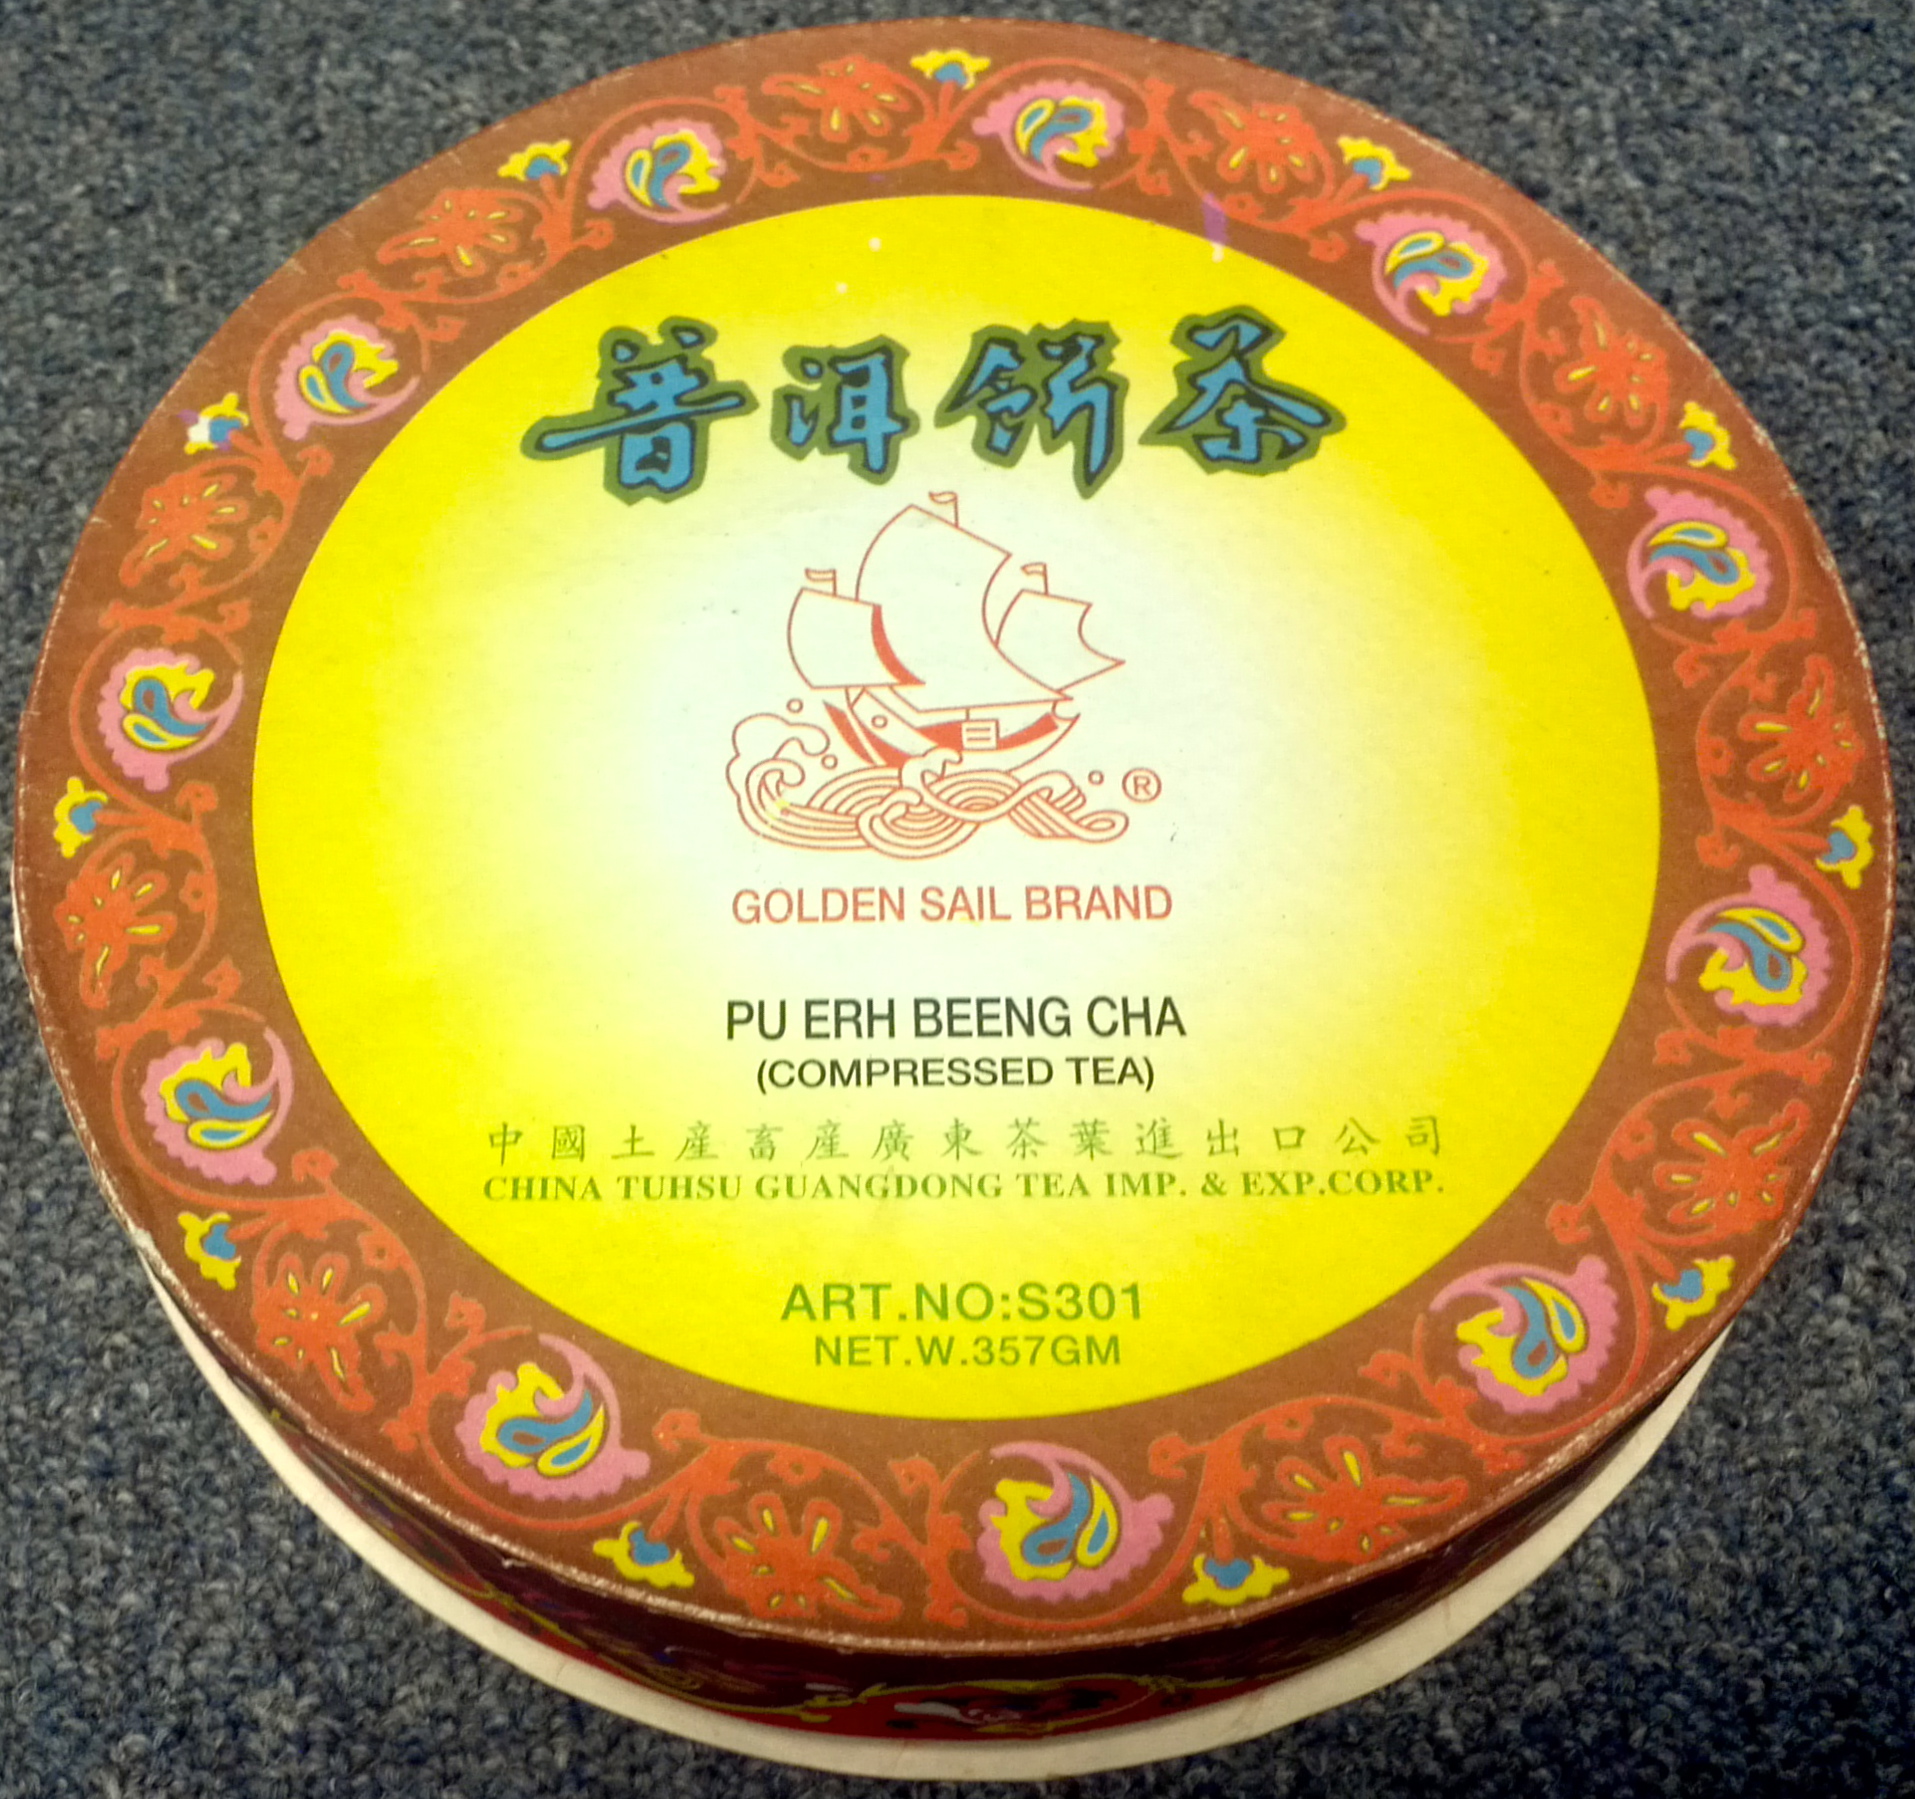 普洱餅茶
®
GOLDEN SAIL BRAND
PU ERH BEENG CHA
(COMPRESSED TEA)
中國土產畜產廣東茶葉進出口公司
CHINA TUHSU GUANGDONG TEA IMP. & EXP.CORP.
ART.NO:S301
NET.W.357GM